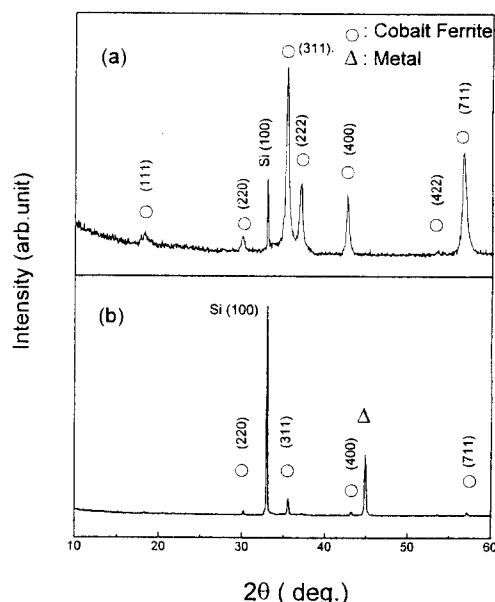 ○ : Cobalt Ferrite
Δ : Metal
(a)
(111)
(220)
Si (100)
(311).
(222)
(400)
(422)
(711)
Intensity (arb.unit)
(b)
Si (100)
(220)
(311)
(400)
Δ
(711)
10 20 30 40 50 60
2θ ( deg.)